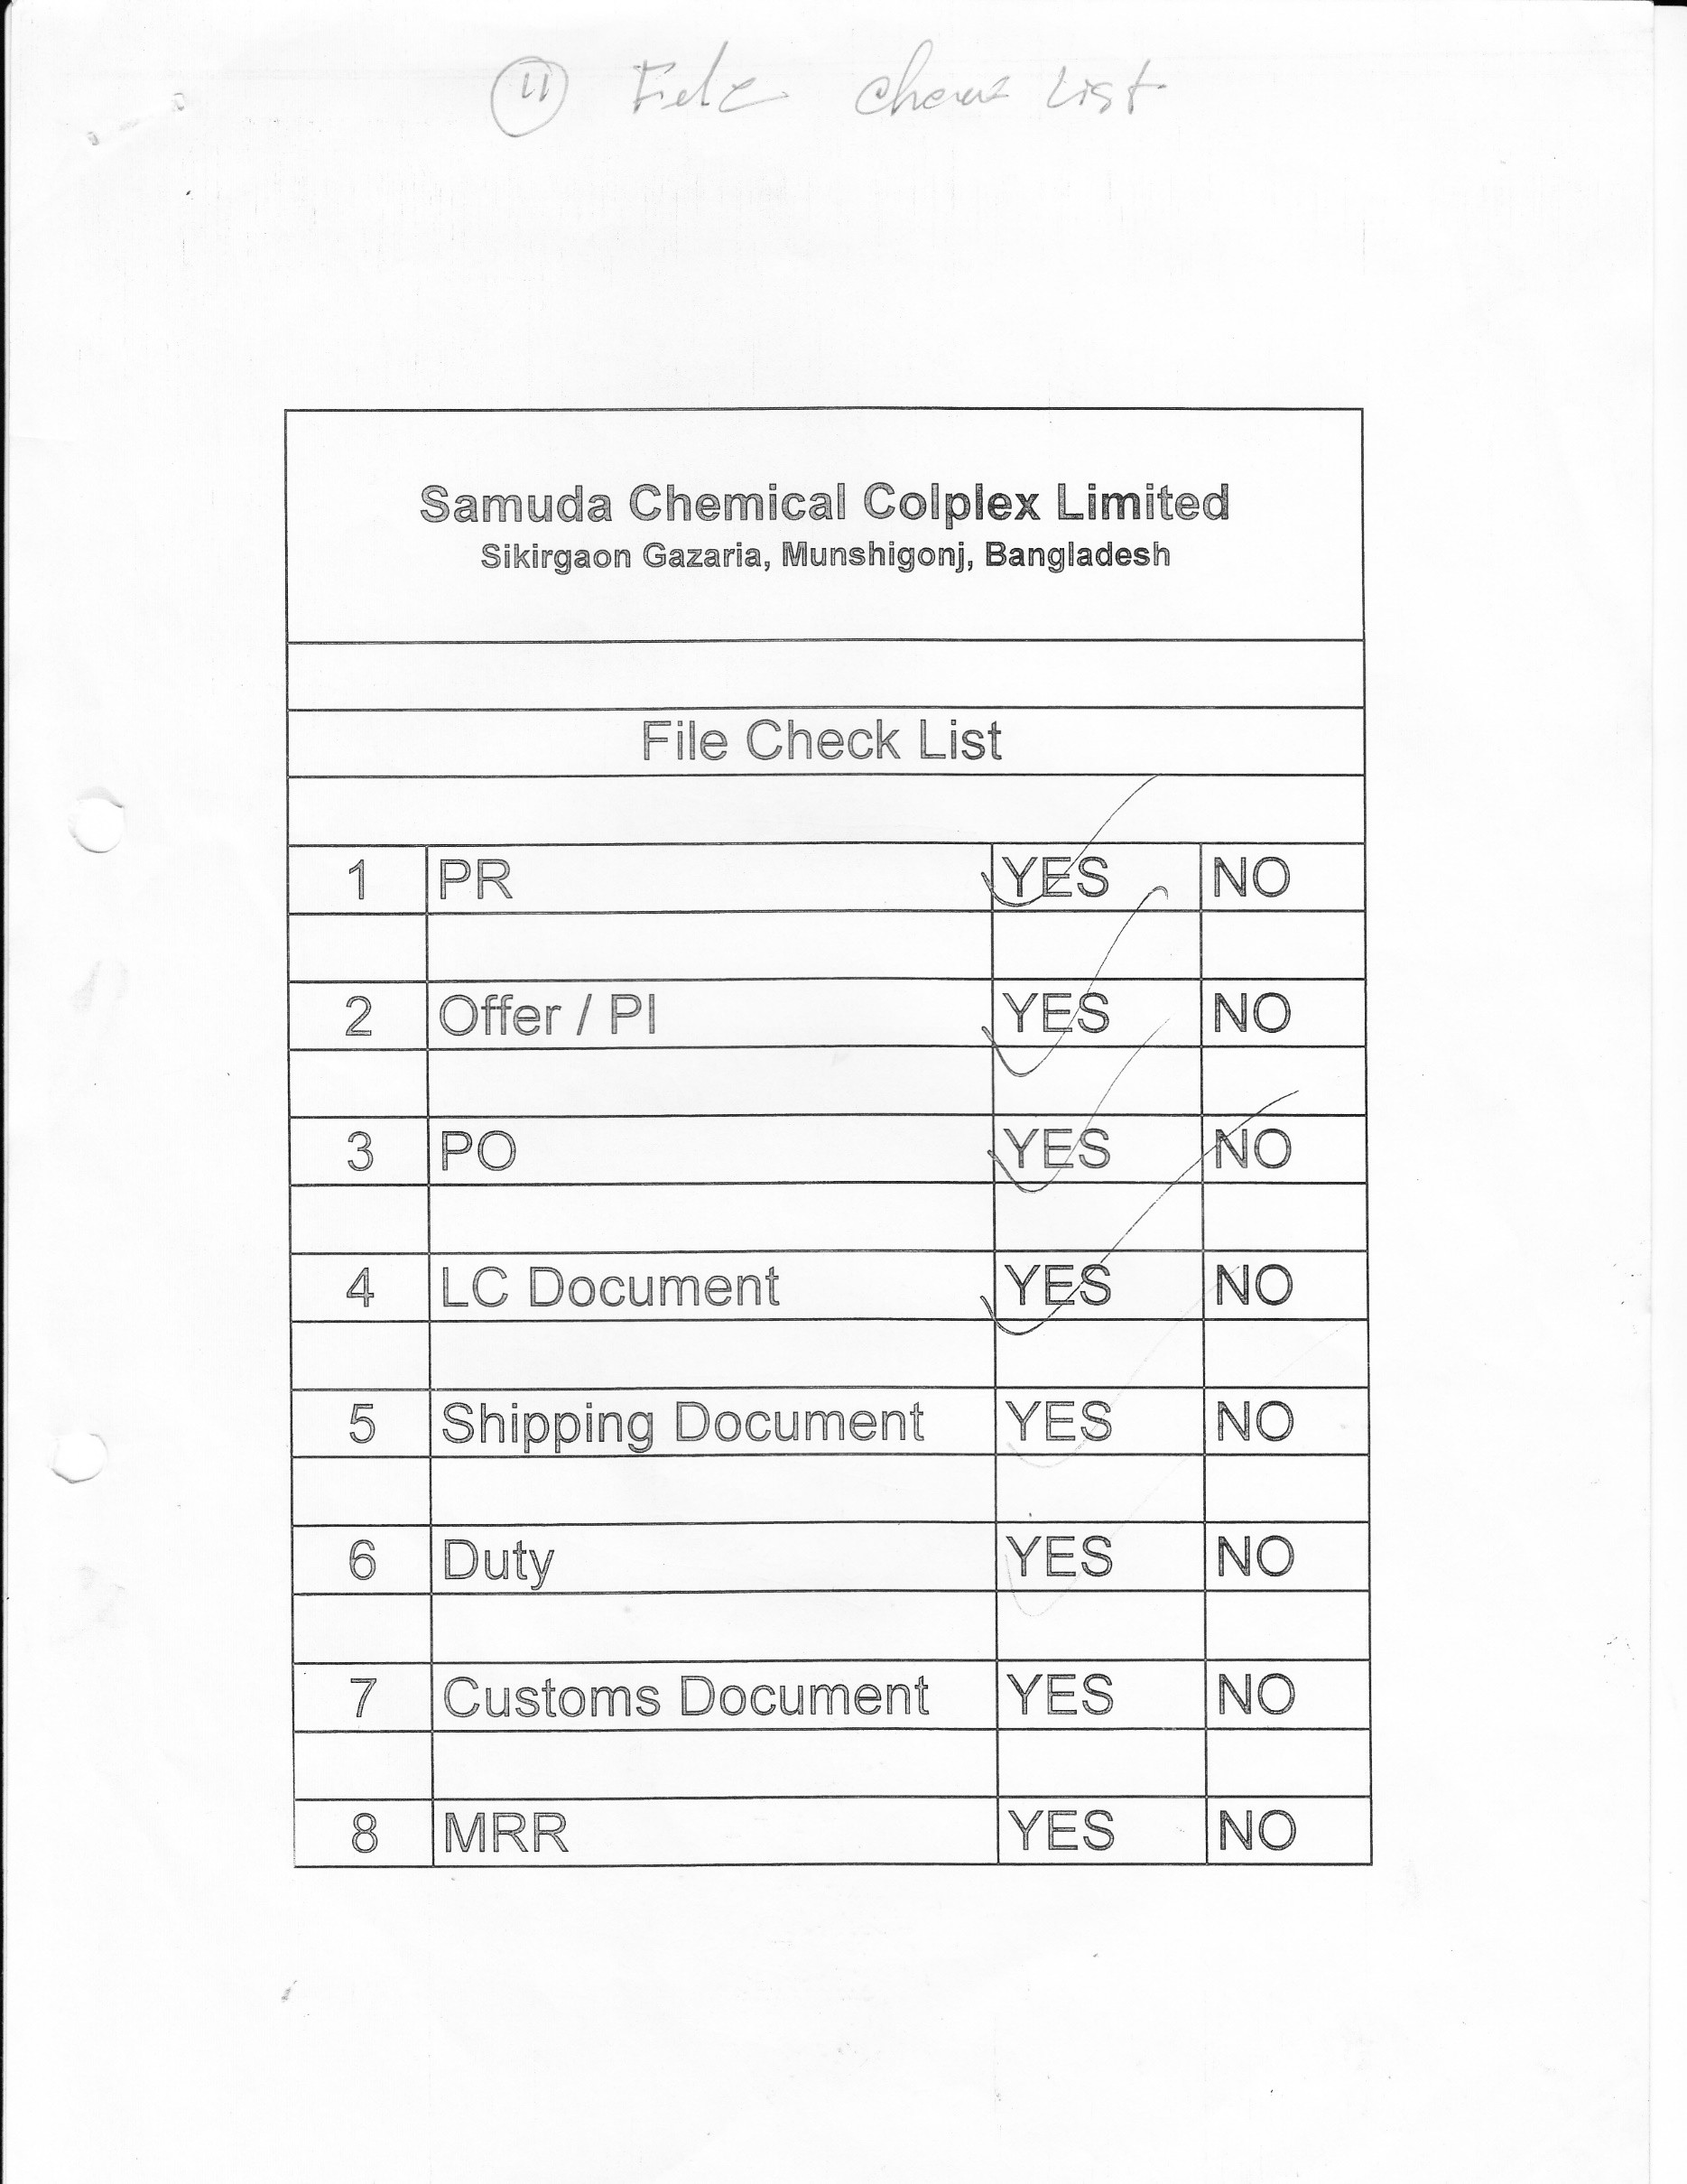 11 File Check List
Samuda Chemical Colplex Limited
Sikirgaon Gazaria, Munshigonj, Bangladesh
File Check List
1 PR YES NO
2 Offer / PI YES NO
3 PO YES NO
4 LC Document YES NO
5 Shipping Document YES NO
6 Duty YES NO
7 Customs Document YES NO
8 MRR YES NO